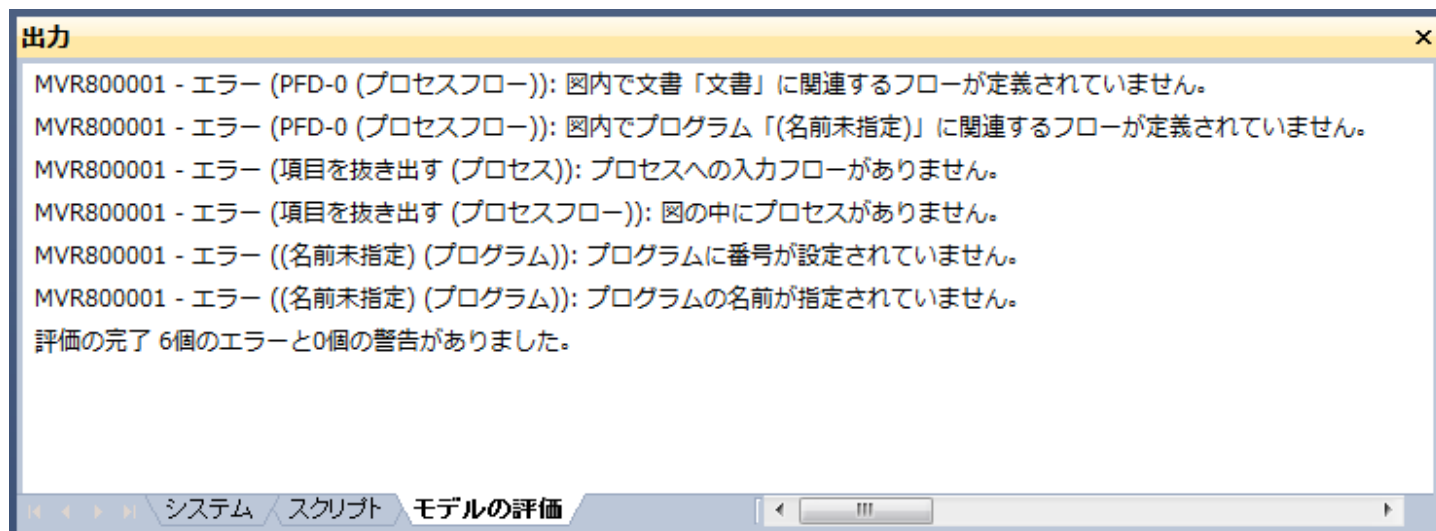 出力
MVR800001 - エラー (PFD-0 (プロセスフロー)): 図内で文書「文書」に関連するフローが定義されていません。
MVR800001 - エラー (PFD-0 (プロセスフロー)): 図内でプログラム「(名前未指定)」に関連するフローが定義されていません。
MVR800001 - エラー (項目を抜き出す (プロセス)): プロセスへの入力フローがありません。
MVR800001 - エラー (項目を抜き出す (プロセスフロー)): 図の中にプロセスがありません。
MVR800001 - エラー ((名前未指定) (プログラム)): プログラムに番号が設定されていません。
MVR800001 - エラー ((名前未指定) (プログラム)): プログラムの名前が指定されていません。
評価の完了 6個のエラーと0個の警告がありました。
システム スクリプト モデルの評価